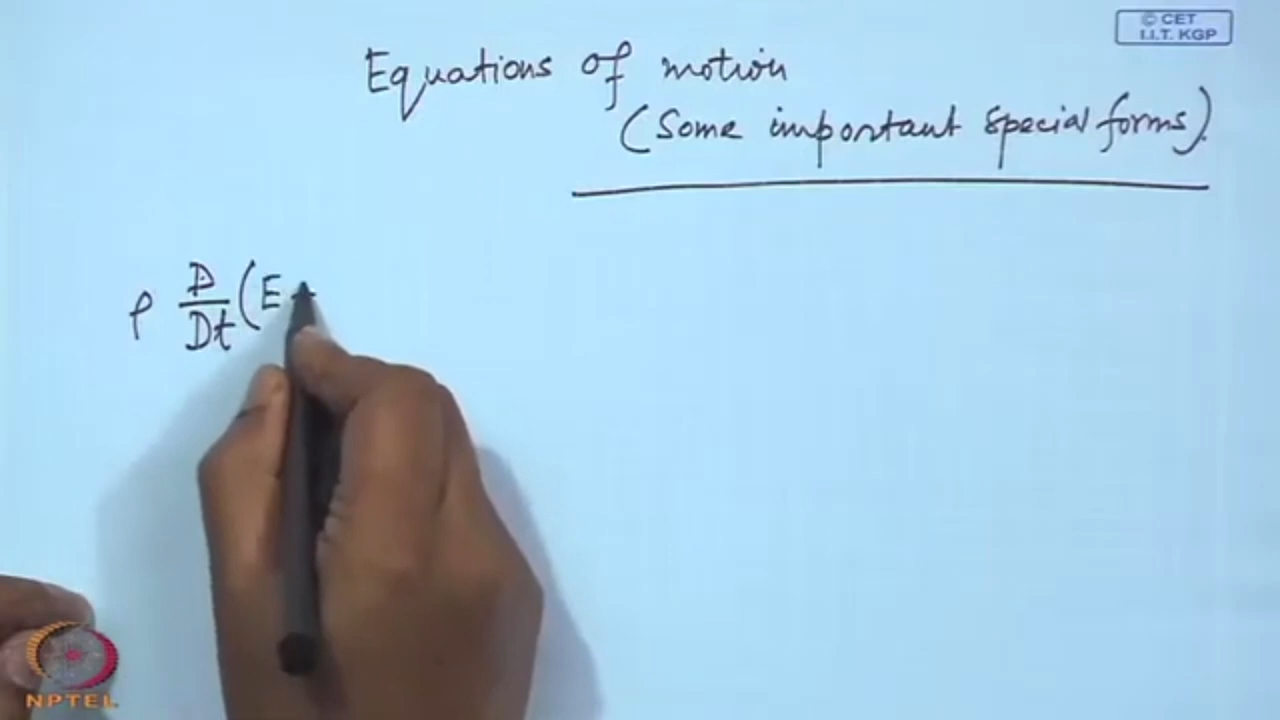 © CET
I.I.T. KGP
Equations of motion
(Some important special forms).
ρ D/Dt (E +
NPTEL